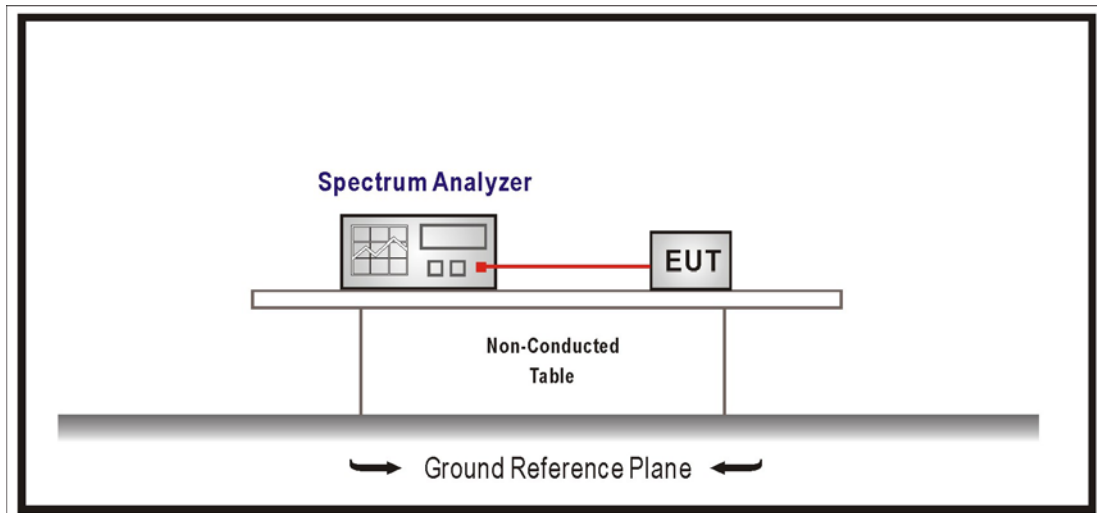 Spectrum Analyzer
EUT
Non-Conducted
Table
Ground Reference Plane